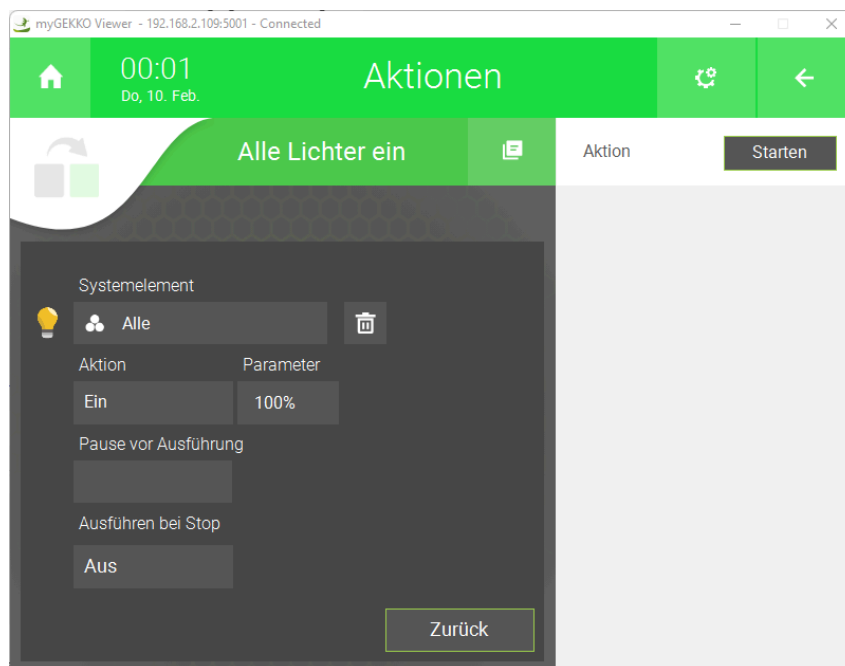 myGEKKO Viewer - 192.168.2.109:5001 - Connected
00:01
Do, 10. Feb.
Aktionen
Alle Lichter ein
Aktion
Starten
Systemelement
Alle
Aktion
Parameter
Ein
100%
Pause vor Ausführung
Ausführen bei Stop
Aus
Zurück